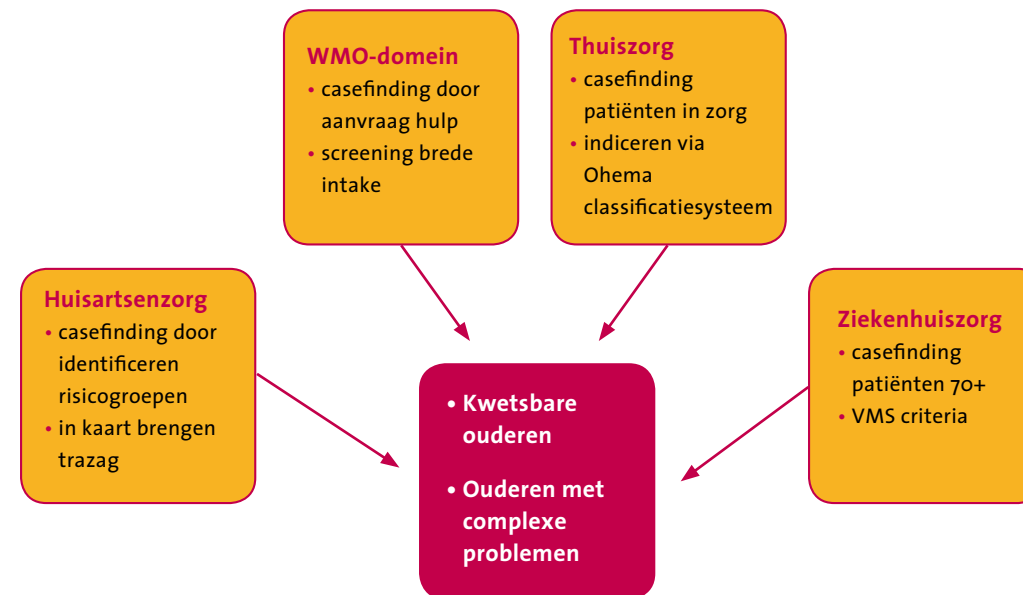 WMO-domein
• casefinding door
aanvraag hulp
• screening brede
intake
Thuiszorg
• casefinding
patiënten in zorg
• indiceren via
Ohema
classificatiesysteem
Huisartsenzorg
• casefinding door
identificeren
risicogroepen
• in kaart brengen
trazag
Ziekenhuiszorg
• casefinding
patiënten 70+
• VMS criteria
• Kwetsbare
ouderen
• Ouderen met
complexe
problemen